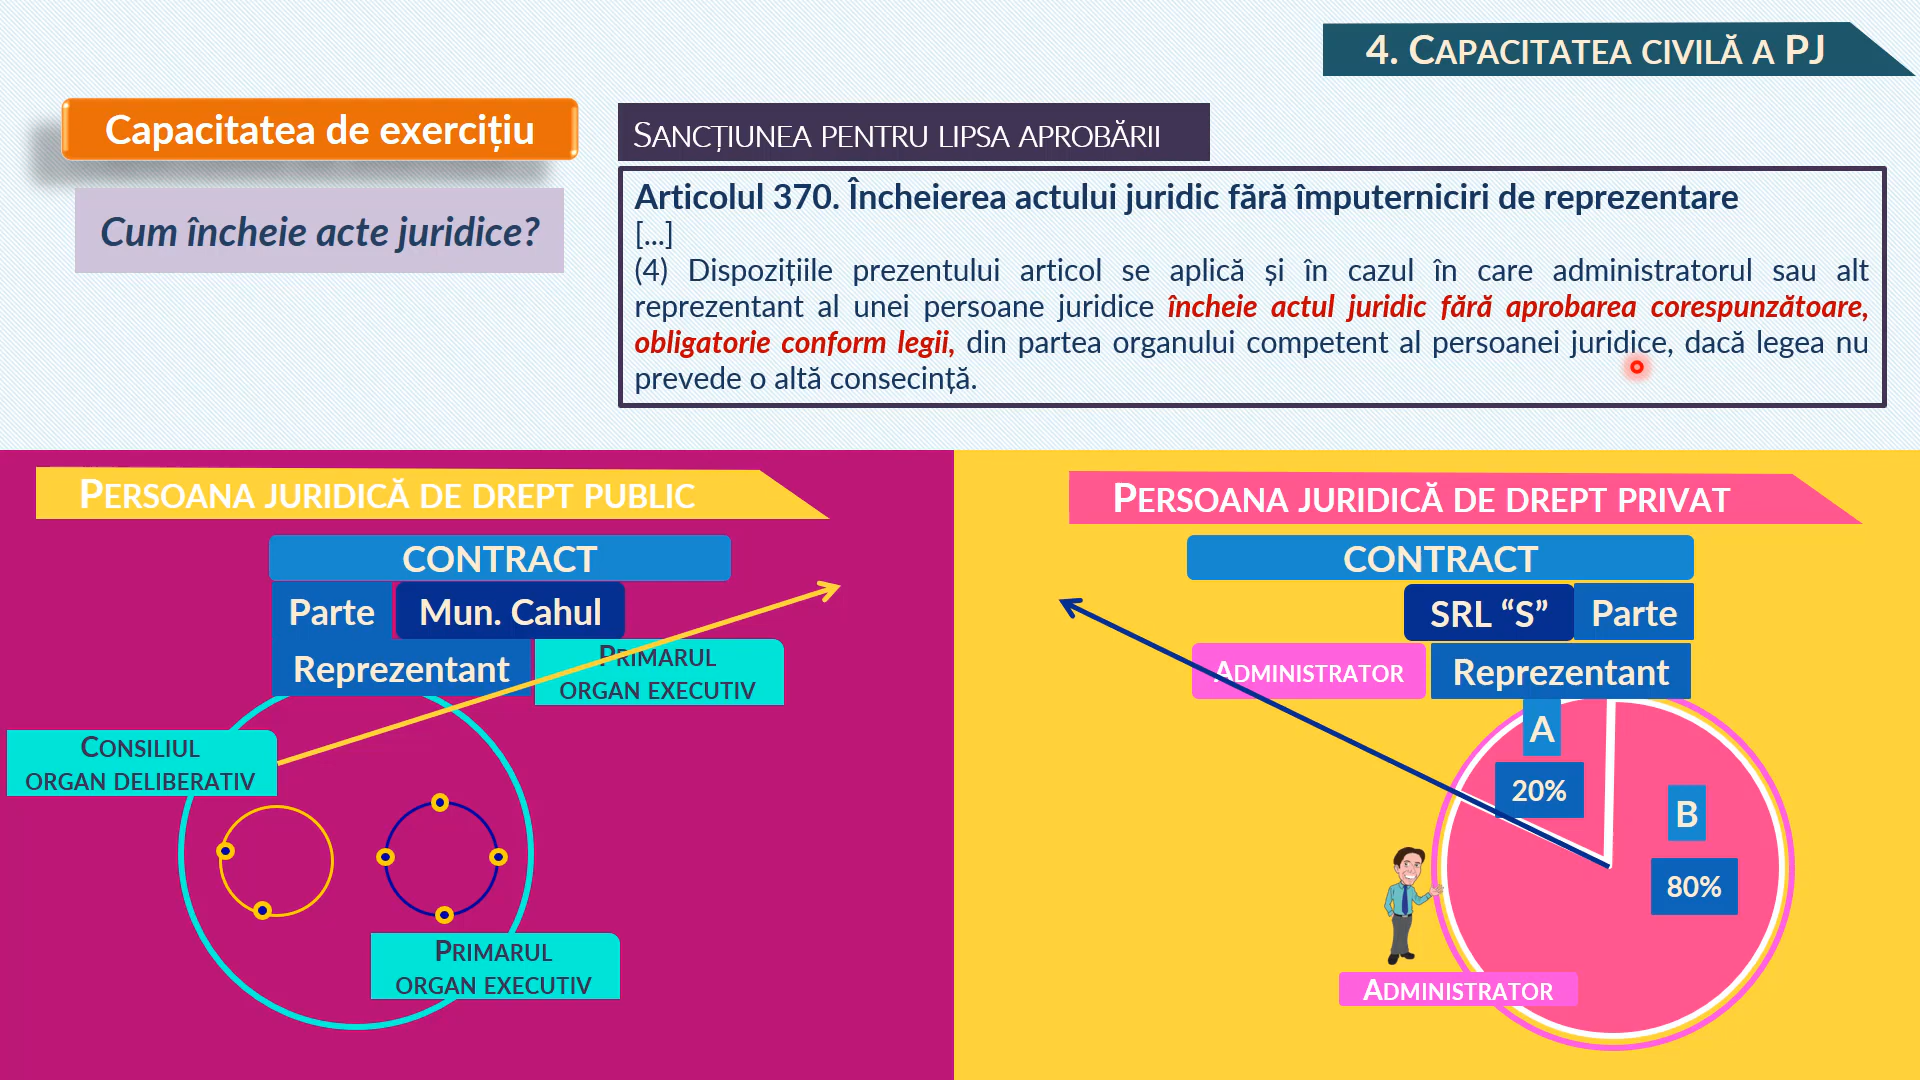 4. CAPACITATEA CIVILĂ A PJ
Capacitatea de exercițiu
Cum încheie acte juridice?
SANCȚIUNEA PENTRU LIPSA APROBĂRII
Articolul 370. Încheierea actului juridic fără împuterniciri de reprezentare
[...]
(4) Dispozițiile prezentului articol se aplică și în cazul în care administratorul sau alt
reprezentant al unei persoane juridice încheie actul juridic fără aprobarea corespunzătoare,
obligatorie conform legii, din partea organului competent al persoanei juridice, dacă legea nu
prevede o altă consecință.
PERSOANA JURIDICĂ DE DREPT PUBLIC
CONTRACT
Parte
Mun. Cahul
Reprezentant
PRIMARUL
ORGAN EXECUTIV
CONSILIUL
ORGAN DELIBERATIV
PRIMARUL
ORGAN EXECUTIV
PERSOANA JURIDICĂ DE DREPT PRIVAT
CONTRACT
SRL “S”
Parte
ADMINISTRATOR
Reprezentant
A
20%
B
80%
ADMINISTRATOR